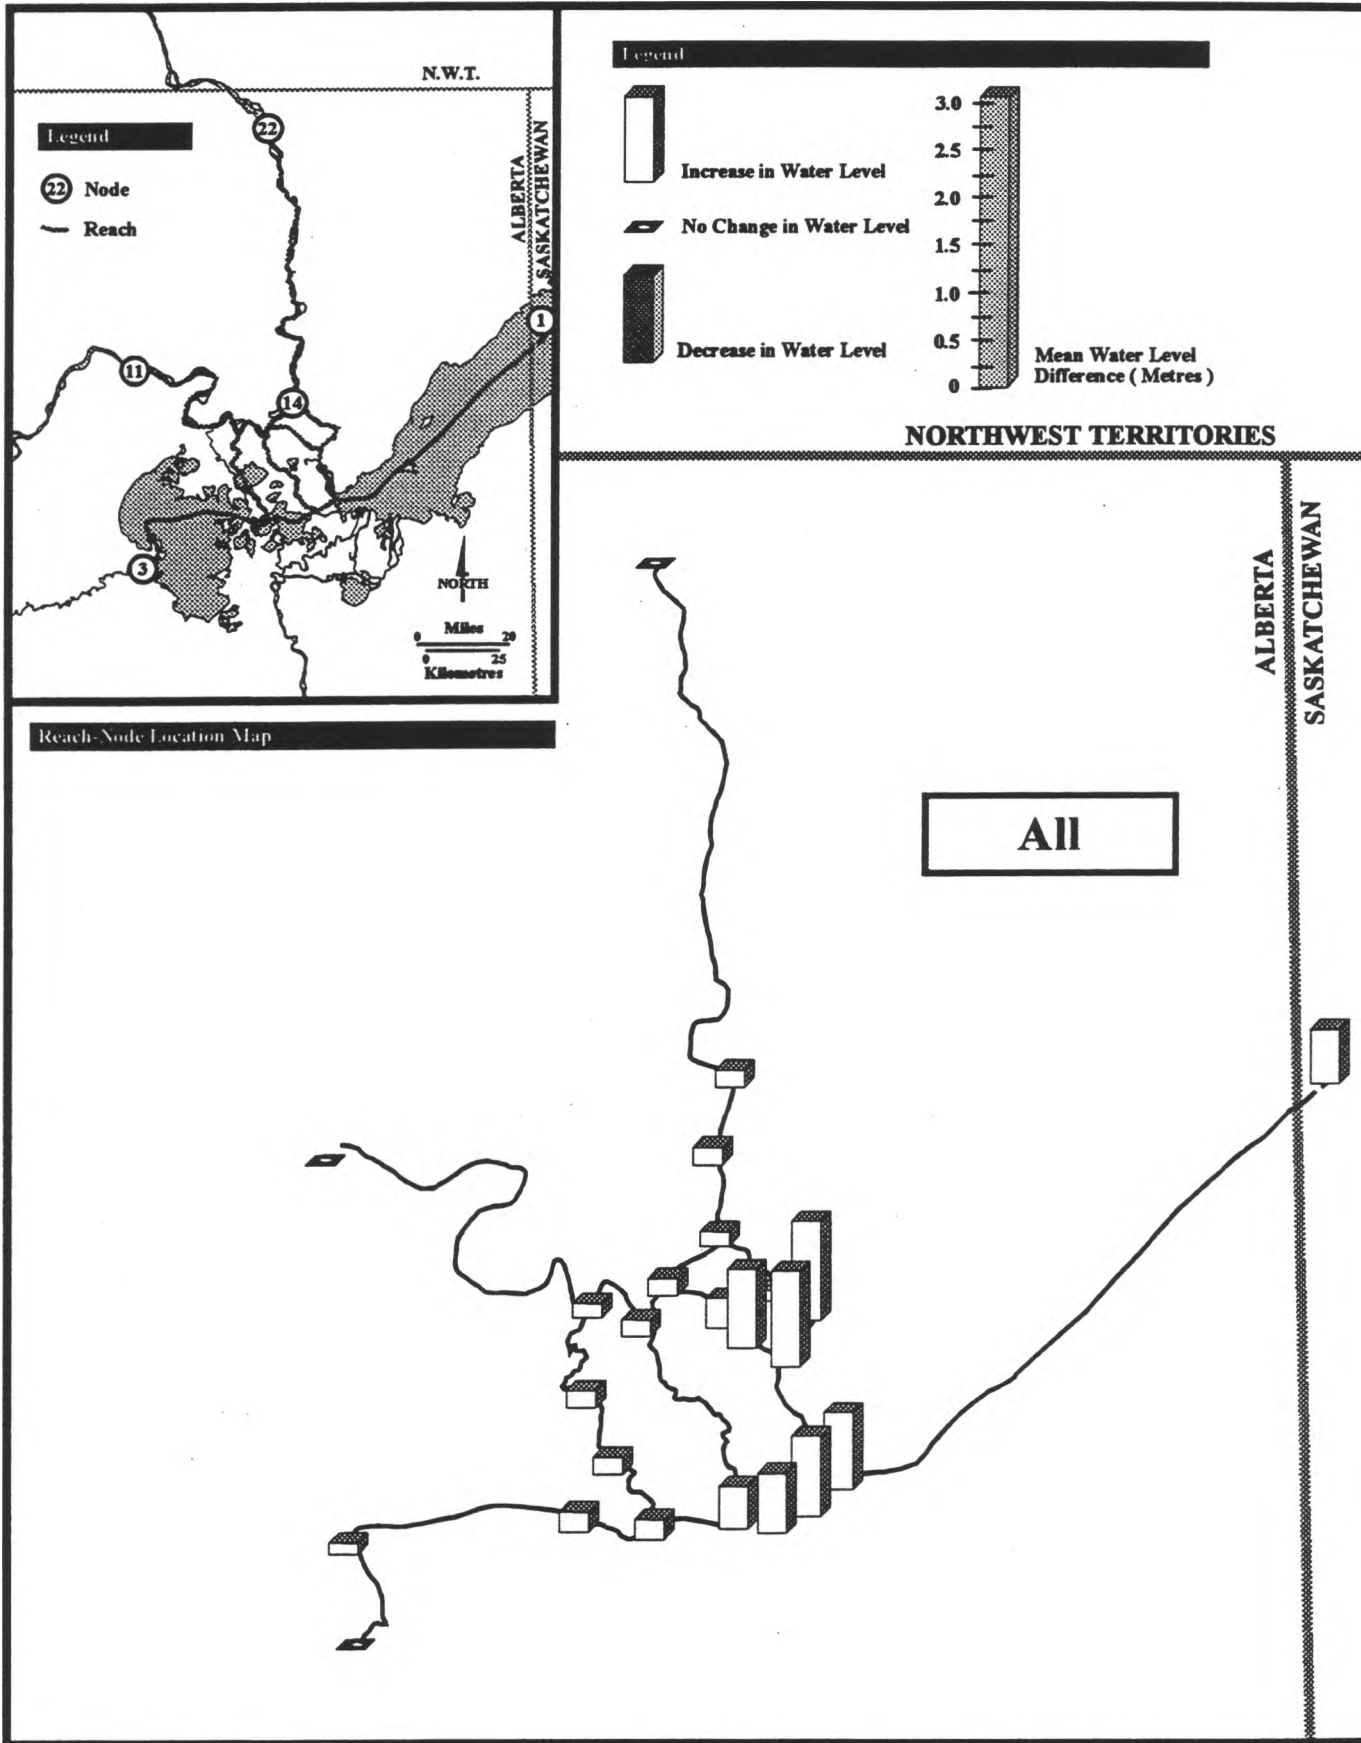 N.W.T.
Legend
22
22 Node
Reach
ALBERTA
SASKATCHEWAN
1
11
14
3
NORTH
Miles
0 20
0 25
Kilometres
Reach-Node Location Map
Legend
Increase in Water Level
No Change in Water Level
Decrease in Water Level
3.0
2.5
2.0
1.5
1.0
0.5
0
Mean Water Level
Difference ( Metres )
NORTHWEST TERRITORIES
ALBERTA
SASKATCHEWAN
All